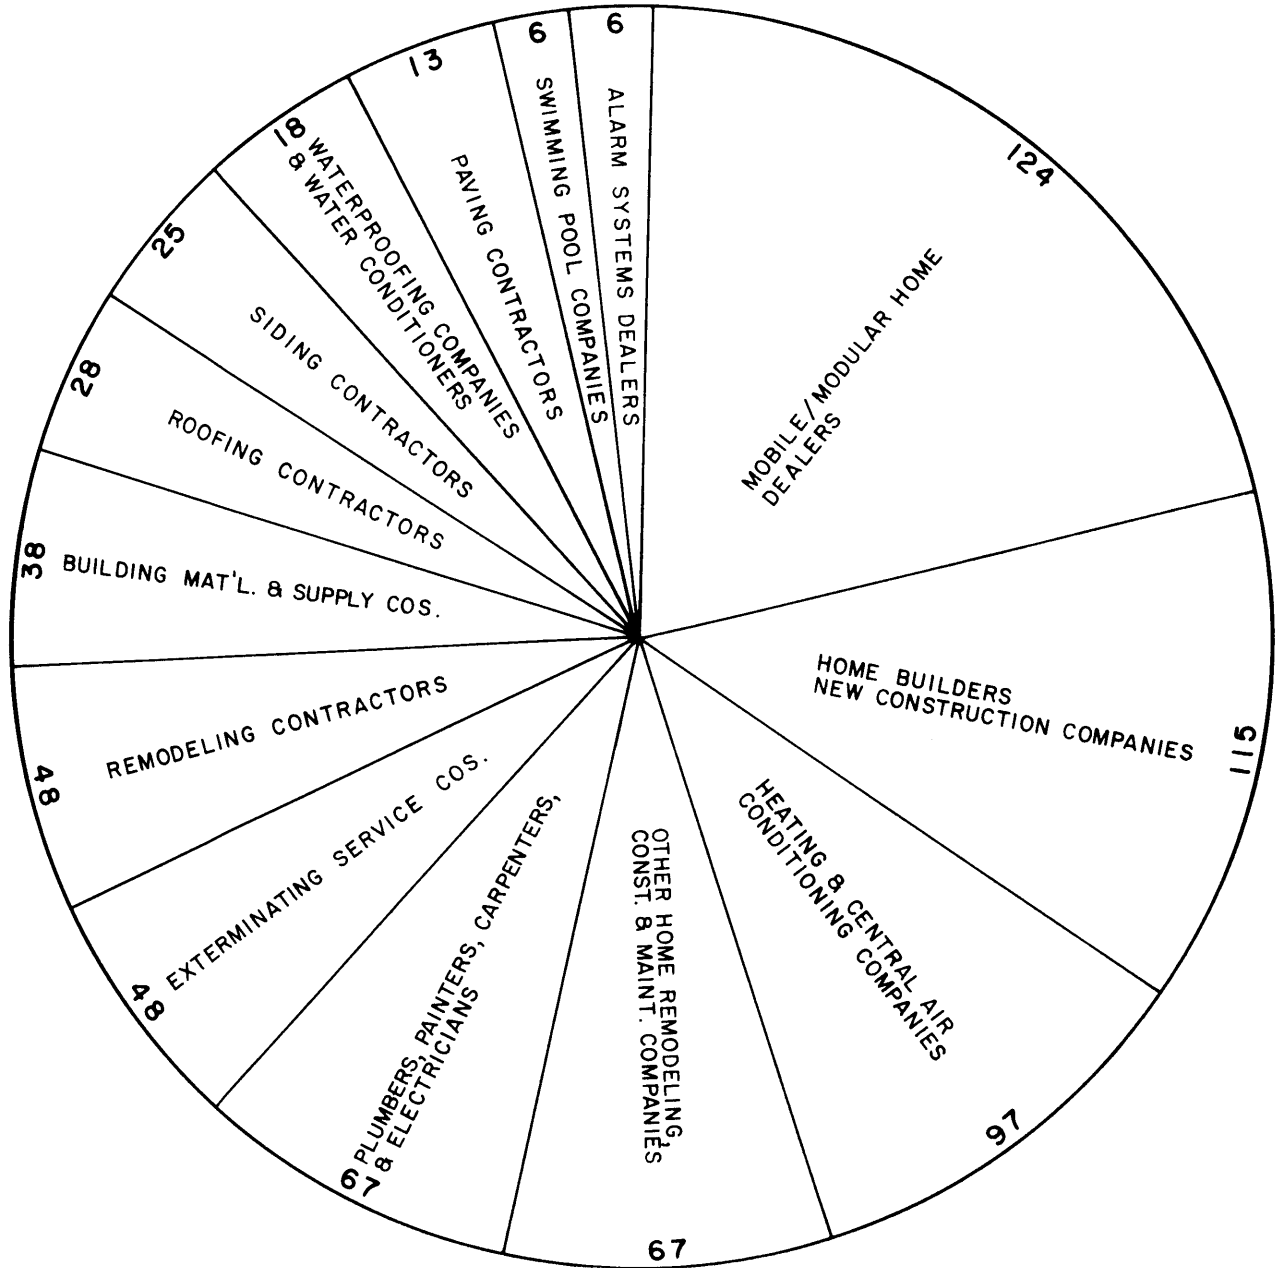 124
MOBILE/MODULAR HOME
DEALERS
HOME BUILDERS
NEW CONSTRUCTION COMPANIES
115
HEATING & CENTRAL AIR
CONDITIONING COMPANIES
97
OTHER HOME REMODELING,
CONST. & MAINT. COMPANIES
67
PLUMBERS, PAINTERS, CARPENTERS,
& ELECTRICIANS
67
EXTERMINATING SERVICE COS.
48
REMODELING CONTRACTORS
48
BUILDING MAT'L. & SUPPLY COS.
38
ROOFING CONTRACTORS
28
SIDING CONTRACTORS
25
WATERPROOFING COMPANIES
& WATER CONDITIONERS
18
PAVING CONTRACTORS
13
SWIMMING POOL COMPANIES
6
ALARM SYSTEMS DEALERS
6